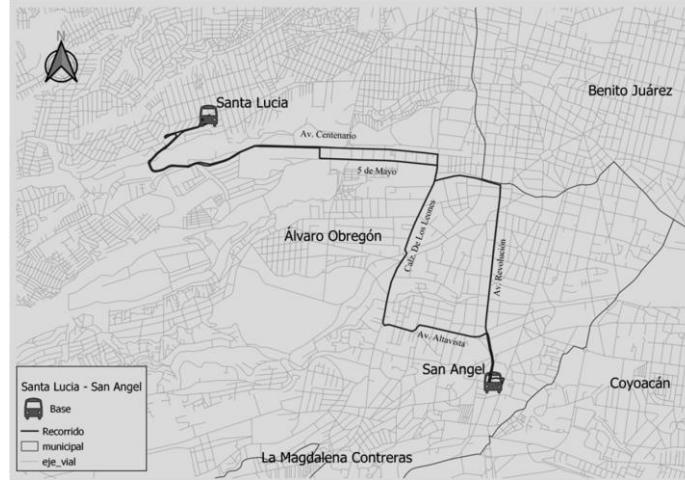 N
Santa Lucia
Benito Juárez
Av. Centenario
5 de Mayo
Álvaro Obregón
Calz. De Los Leones
Av. Revolución
Av. Altavista
San Angel
Coyoacán
La Magdalena Contreras
Santa Lucia - San Angel
Base
Recorrido
municipal
eje_vial